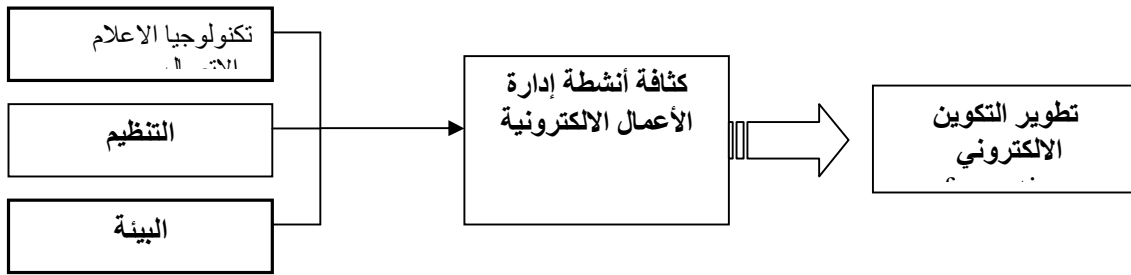 تكنولوجيا الاعلام
التنظيم
البيئة
كثافة أنشطة إدارة
الأعمال الالكترونية
تطوير التكوين
الالكتروني